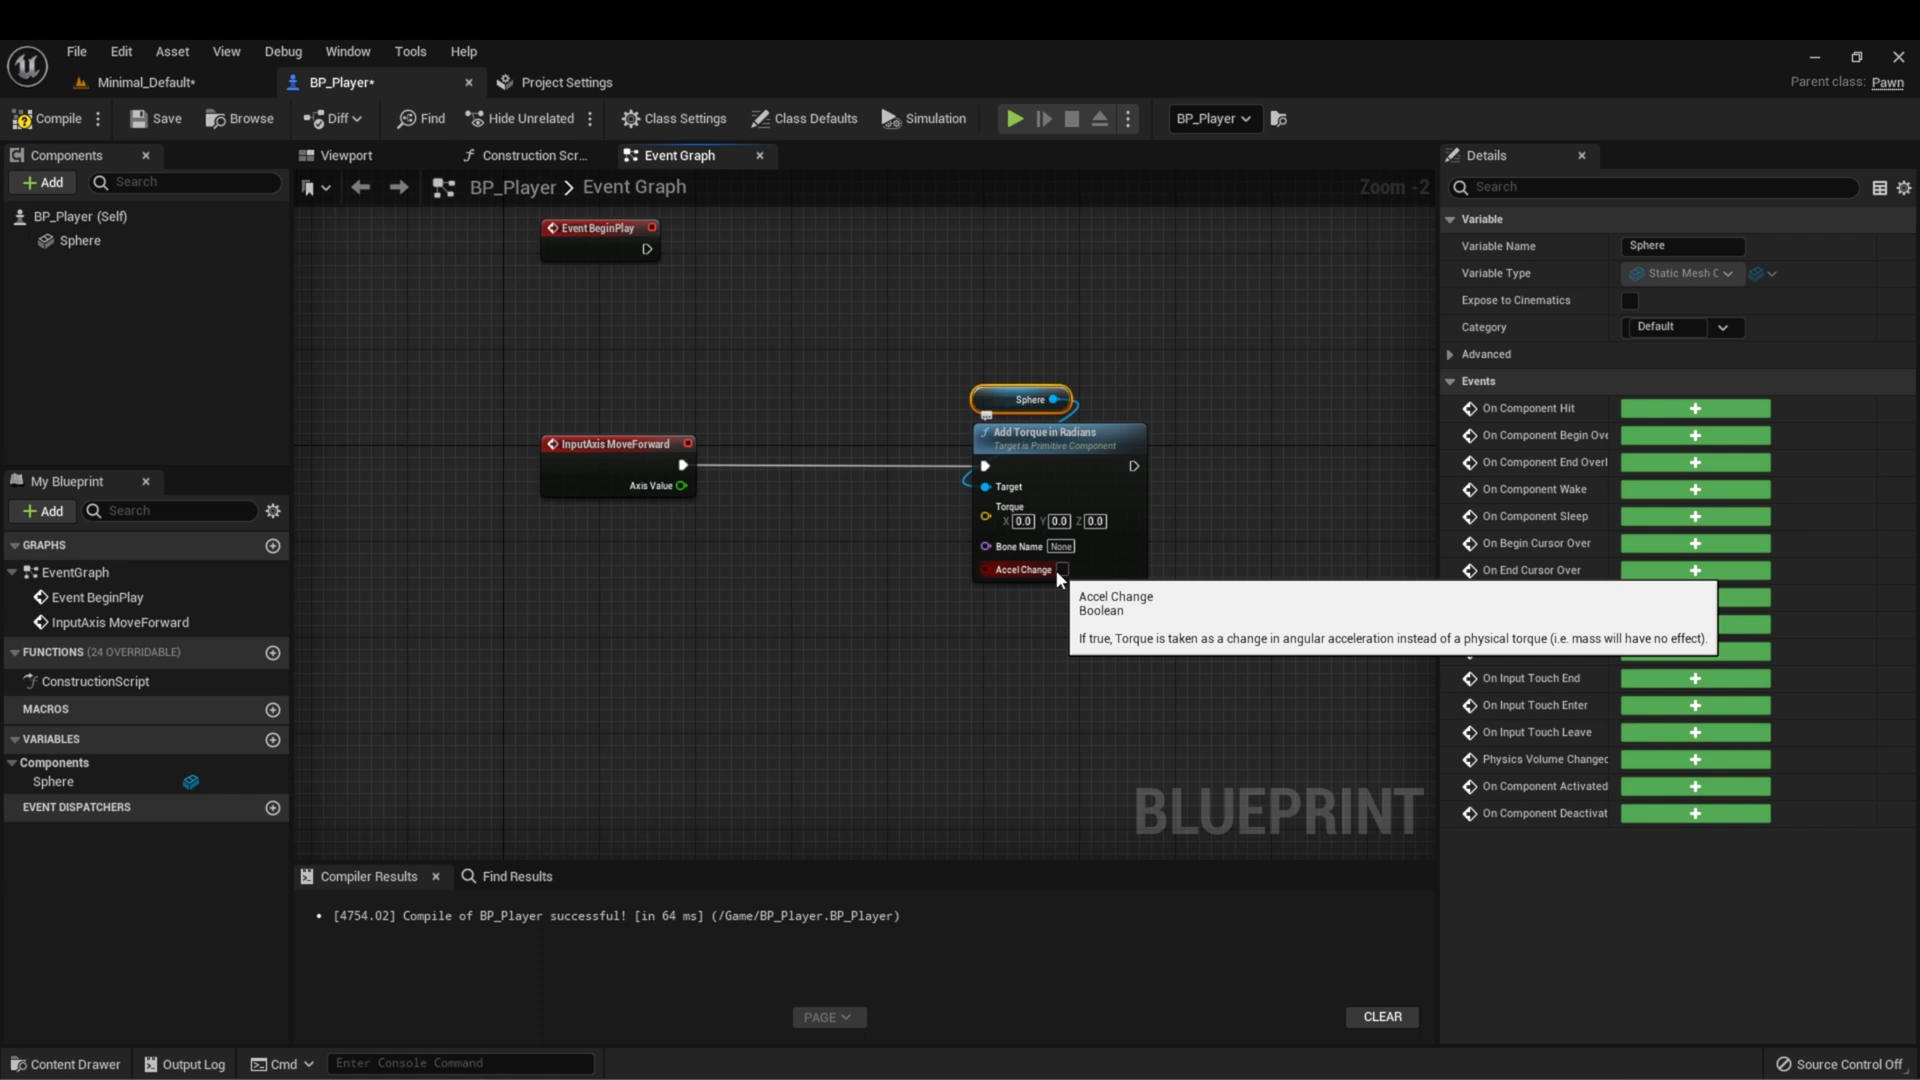 File Edit Asset View Debug Window Tools Help
Minimal_Default*
BP_Player*
Project Settings
Parent class: Pawn
Compile
Save
Browse
Diff
Find
Hide Unrelated
Class Settings
Class Defaults
Simulation
BP_Player
Components
Add
Search
BP_Player (Self)
Sphere
Viewport
Construction Scr...
Event Graph
BP_Player > Event Graph
Zoom -2
Event BeginPlay
InputAxis MoveForward
Axis Value
Sphere
Add Torque in Radians
Target is Primitive Component
Target
Torque
X 0.0 Y 0.0 Z 0.0
Bone Name None
Accel Change
Accel Change
Boolean
If true, Torque is taken as a change in angular acceleration instead of a physical torque (i.e. mass will have no effect).
BLUEPRINT
My Blueprint
Add
Search
GRAPHS
EventGraph
Event BeginPlay
InputAxis MoveForward
FUNCTIONS (24 OVERRIDABLE)
ConstructionScript
MACROS
VARIABLES
Components
Sphere
EVENT DISPATCHERS
Compiler Results
Find Results
[4754.02] Compile of BP_Player successful! [in 64 ms] (/Game/BP_Player.BP_Player)
PAGE
CLEAR
Details
Search
Variable
Variable Name Sphere
Variable Type Static Mesh C
Expose to Cinematics
Category Default
Advanced
Events
On Component Hit
On Component Begin Ove
On Component End Overl
On Component Wake
On Component Sleep
On Begin Cursor Over
On End Cursor Over
On Input Touch End
On Input Touch Enter
On Input Touch Leave
Physics Volume Changed
On Component Activated
On Component Deactivat
Content Drawer
Output Log
Cmd
Enter Console Command
Source Control Off